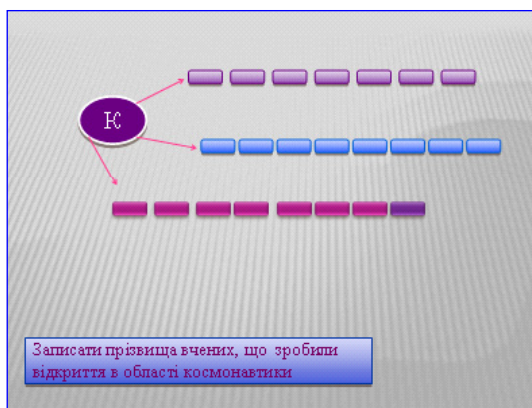 К
Записати прізвища вчених, що зробили
відкриття в області космонавтики